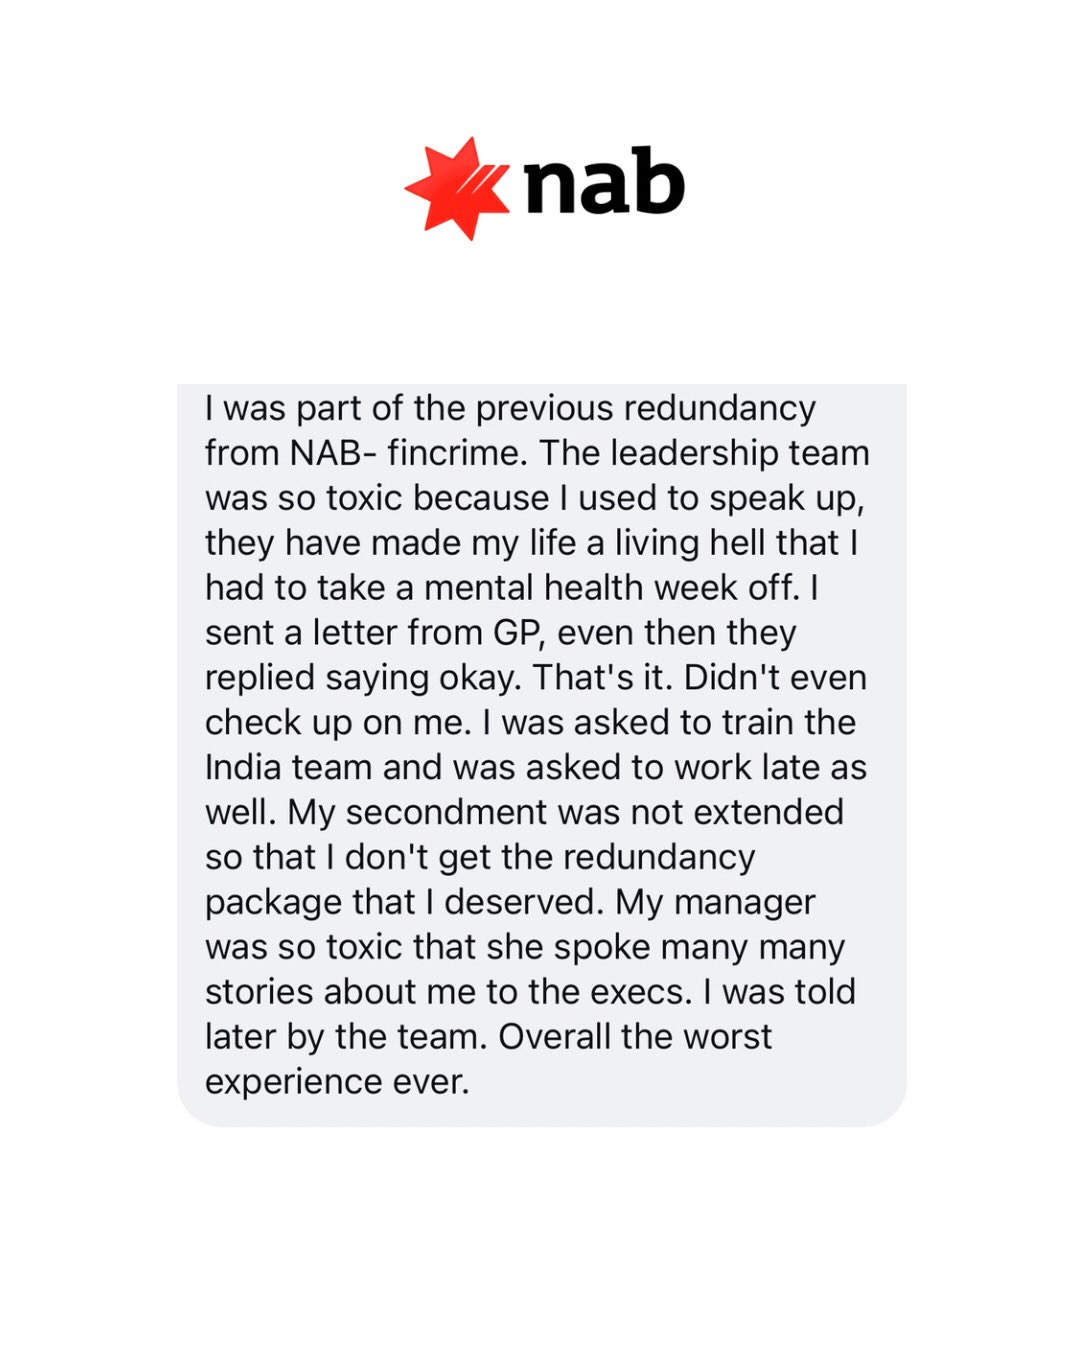 nab
I was part of the previous redundancy
from NAB- fincrime. The leadership team
was so toxic because I used to speak up,
they have made my life a living hell that I
had to take a mental health week off. I
sent a letter from GP, even then they
replied saying okay. That's it. Didn't even
check up on me. I was asked to train the
India team and was asked to work late as
well. My secondment was not extended
so that I don't get the redundancy
package that I deserved. My manager
was so toxic that she spoke many many
stories about me to the execs. I was told
later by the team. Overall the worst
experience ever.